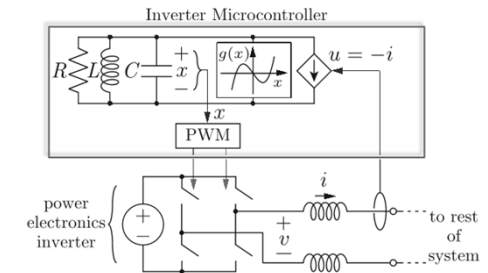 Inverter Microcontroller
R L C + x − g(x) x u = −i
x
PWM
i
power
electronics
inverter
+
−
+
v
−
to rest
of
system